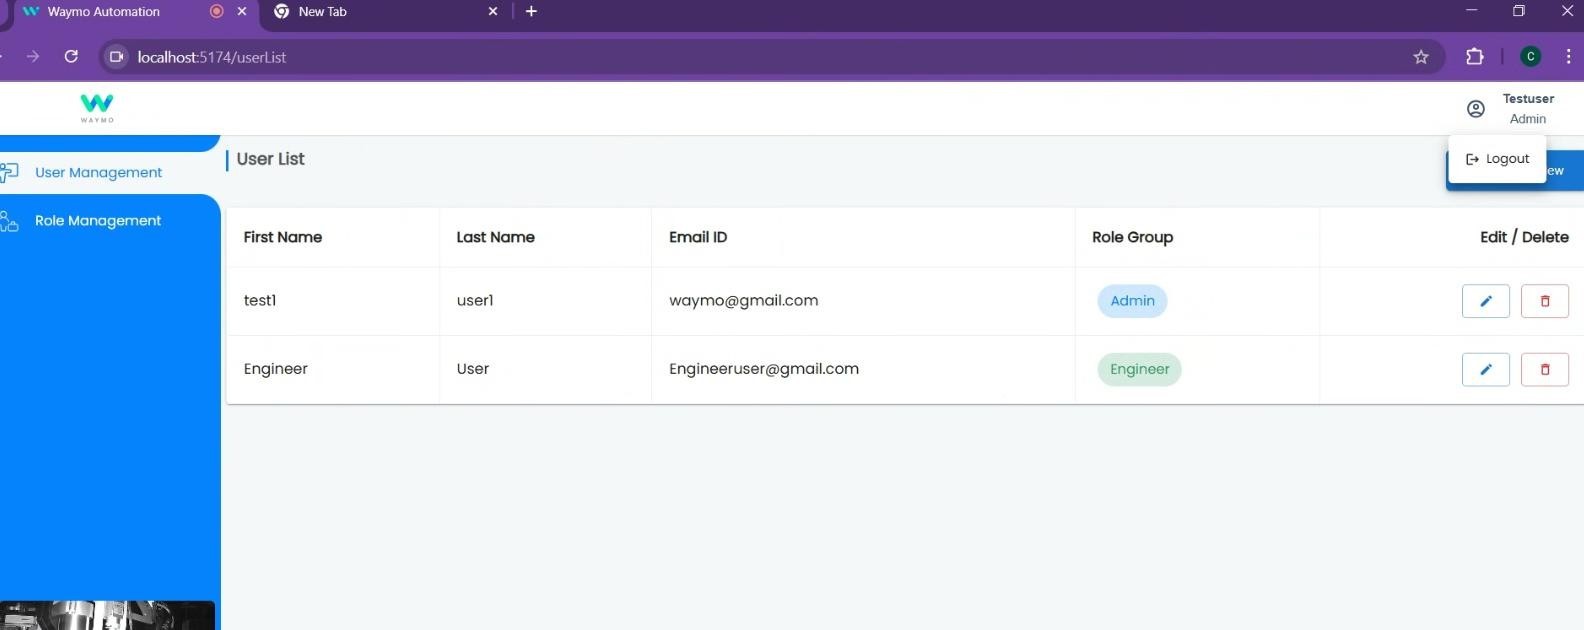 Waymo Automation
New Tab
localhost:5174/userList
C
WAYMO
Testuser
Admin
User Management
User List
Logout
ew
Role Management
First Name Last Name Email ID Role Group Edit / Delete
test1 user1 waymo@gmail.com Admin
Engineer User Engineeruser@gmail.com Engineer